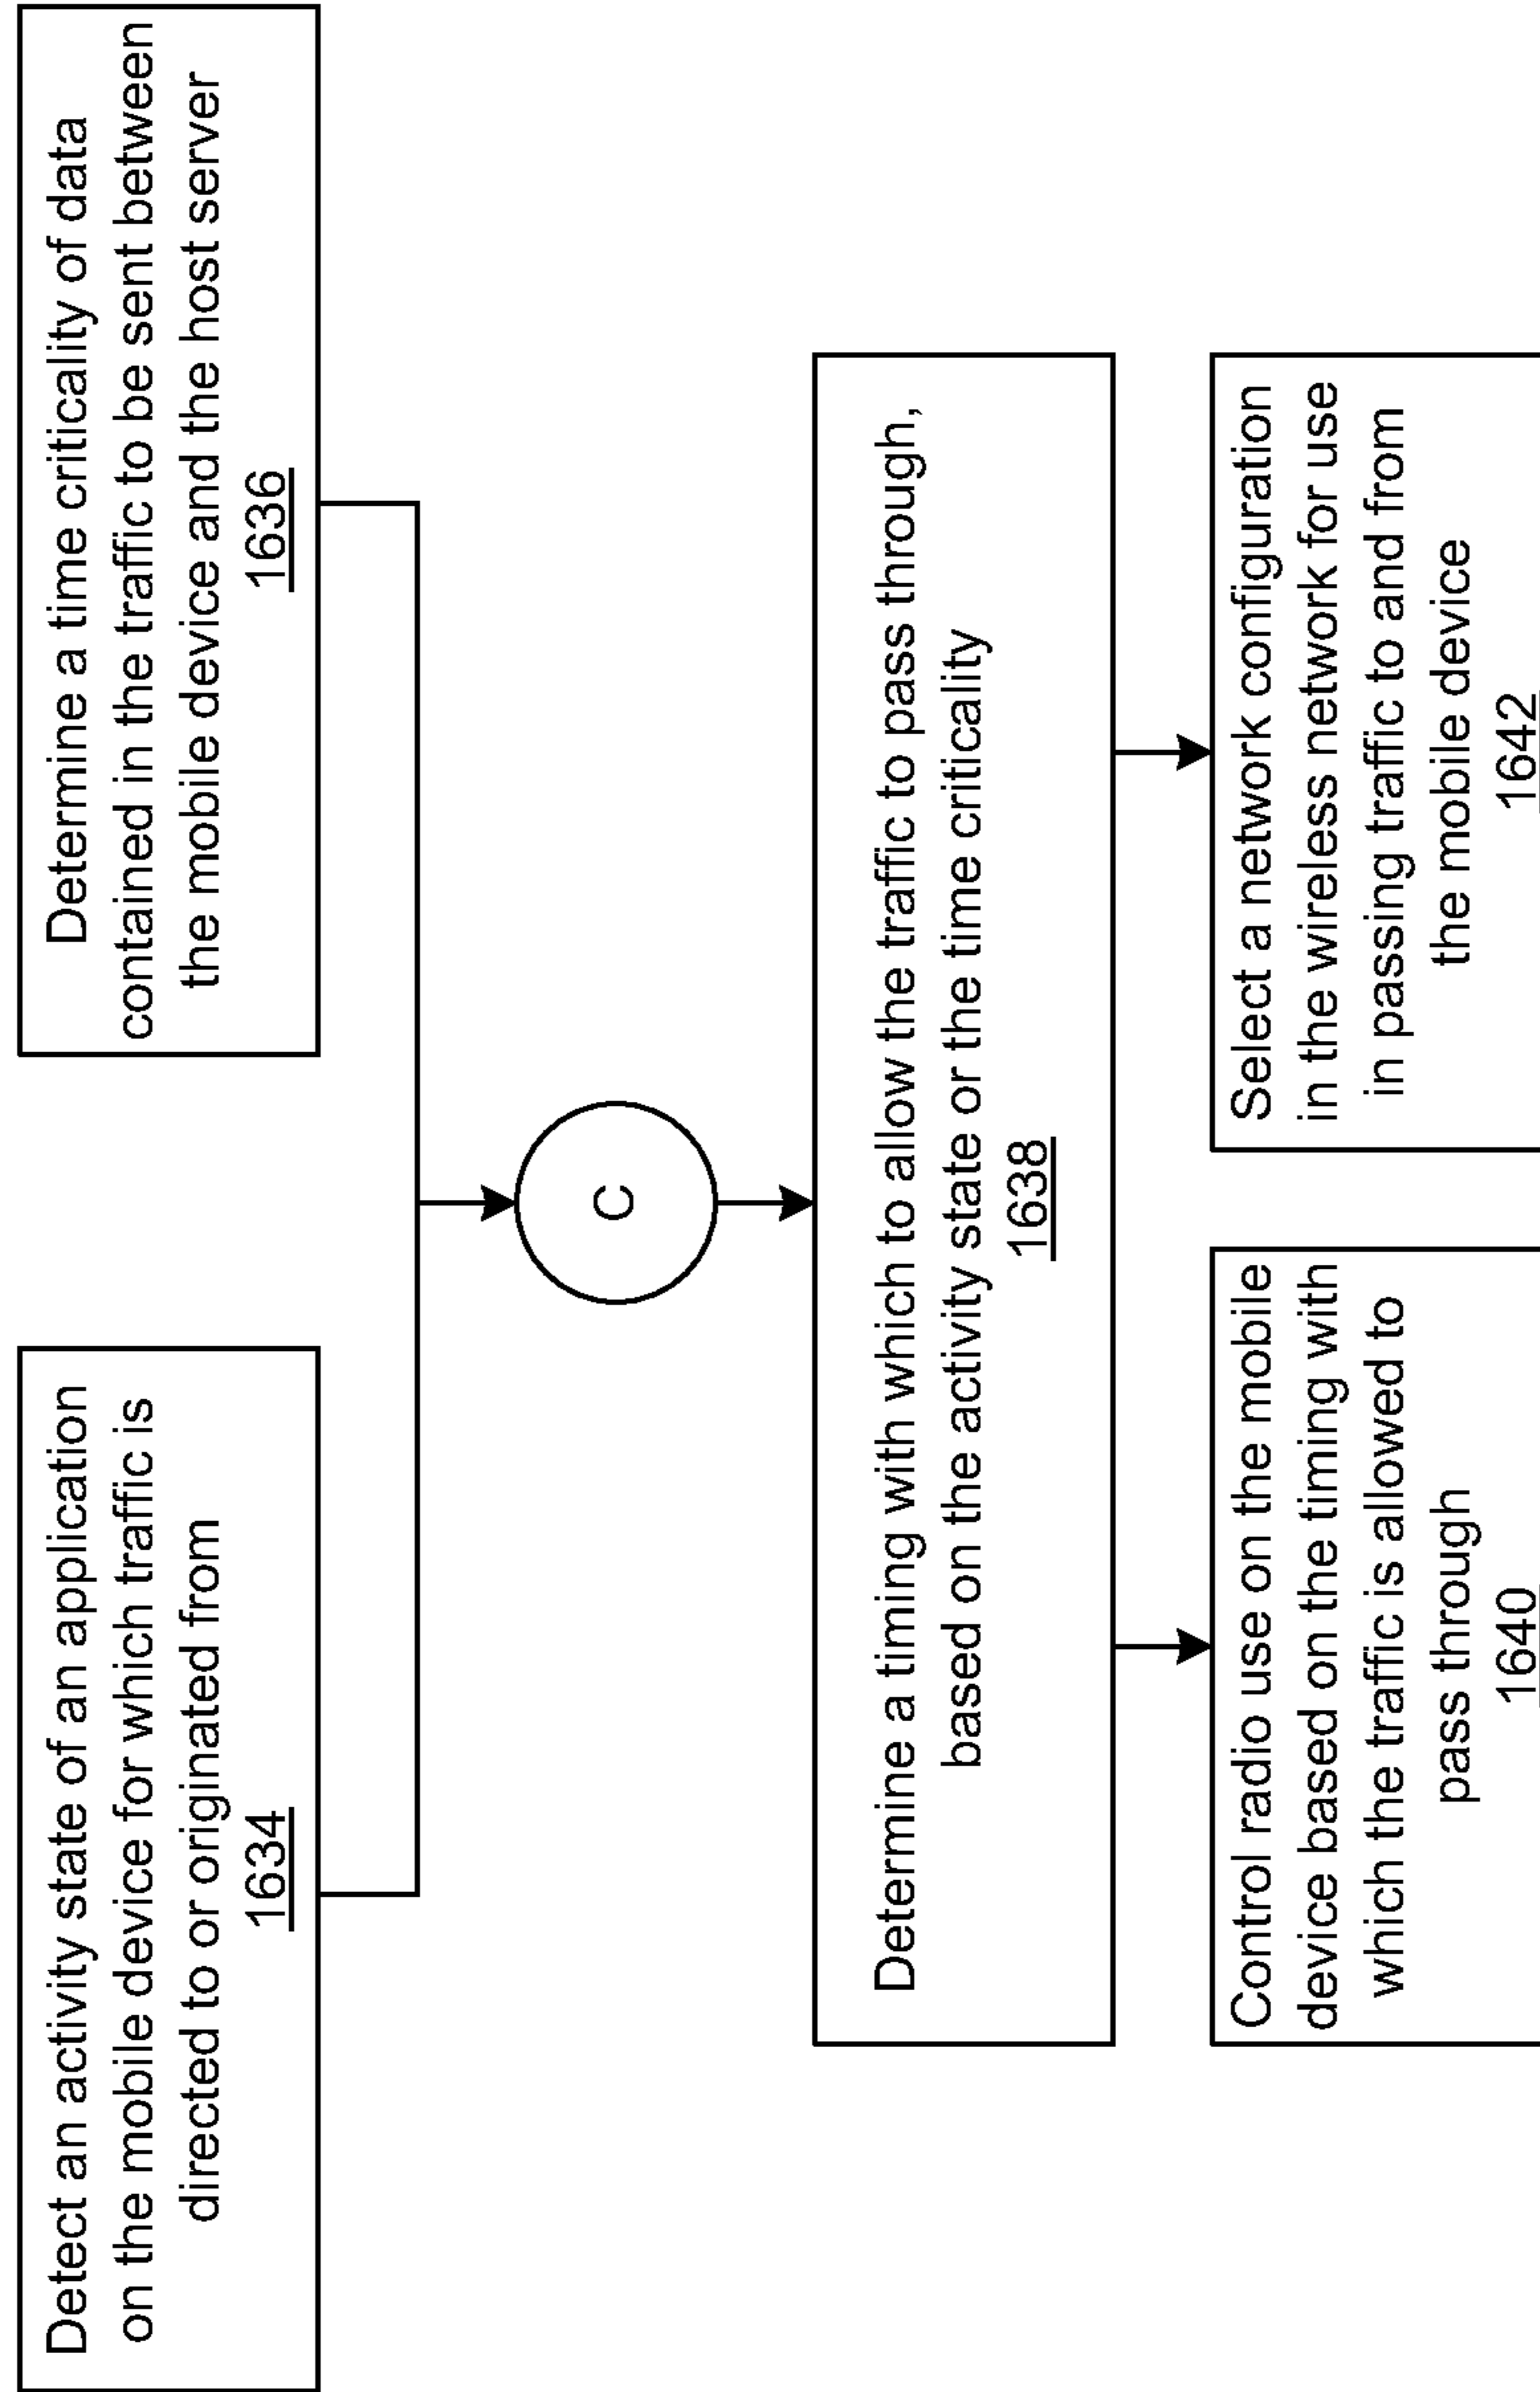 Detect an activity state of an application
on the mobile device for which traffic is
directed to or originated from
1634
Determine a time criticality of data
contained in the traffic to be sent between
the mobile device and the host server
1636
C
Determine a timing with which to allow the traffic to pass through,
based on the activity state or the time criticality
1638
Control radio use on the mobile
device based on the timing with
which the traffic is allowed to
pass through
1640
Select a network configuration
in the wireless network for use
in passing traffic to and from
the mobile device
1642